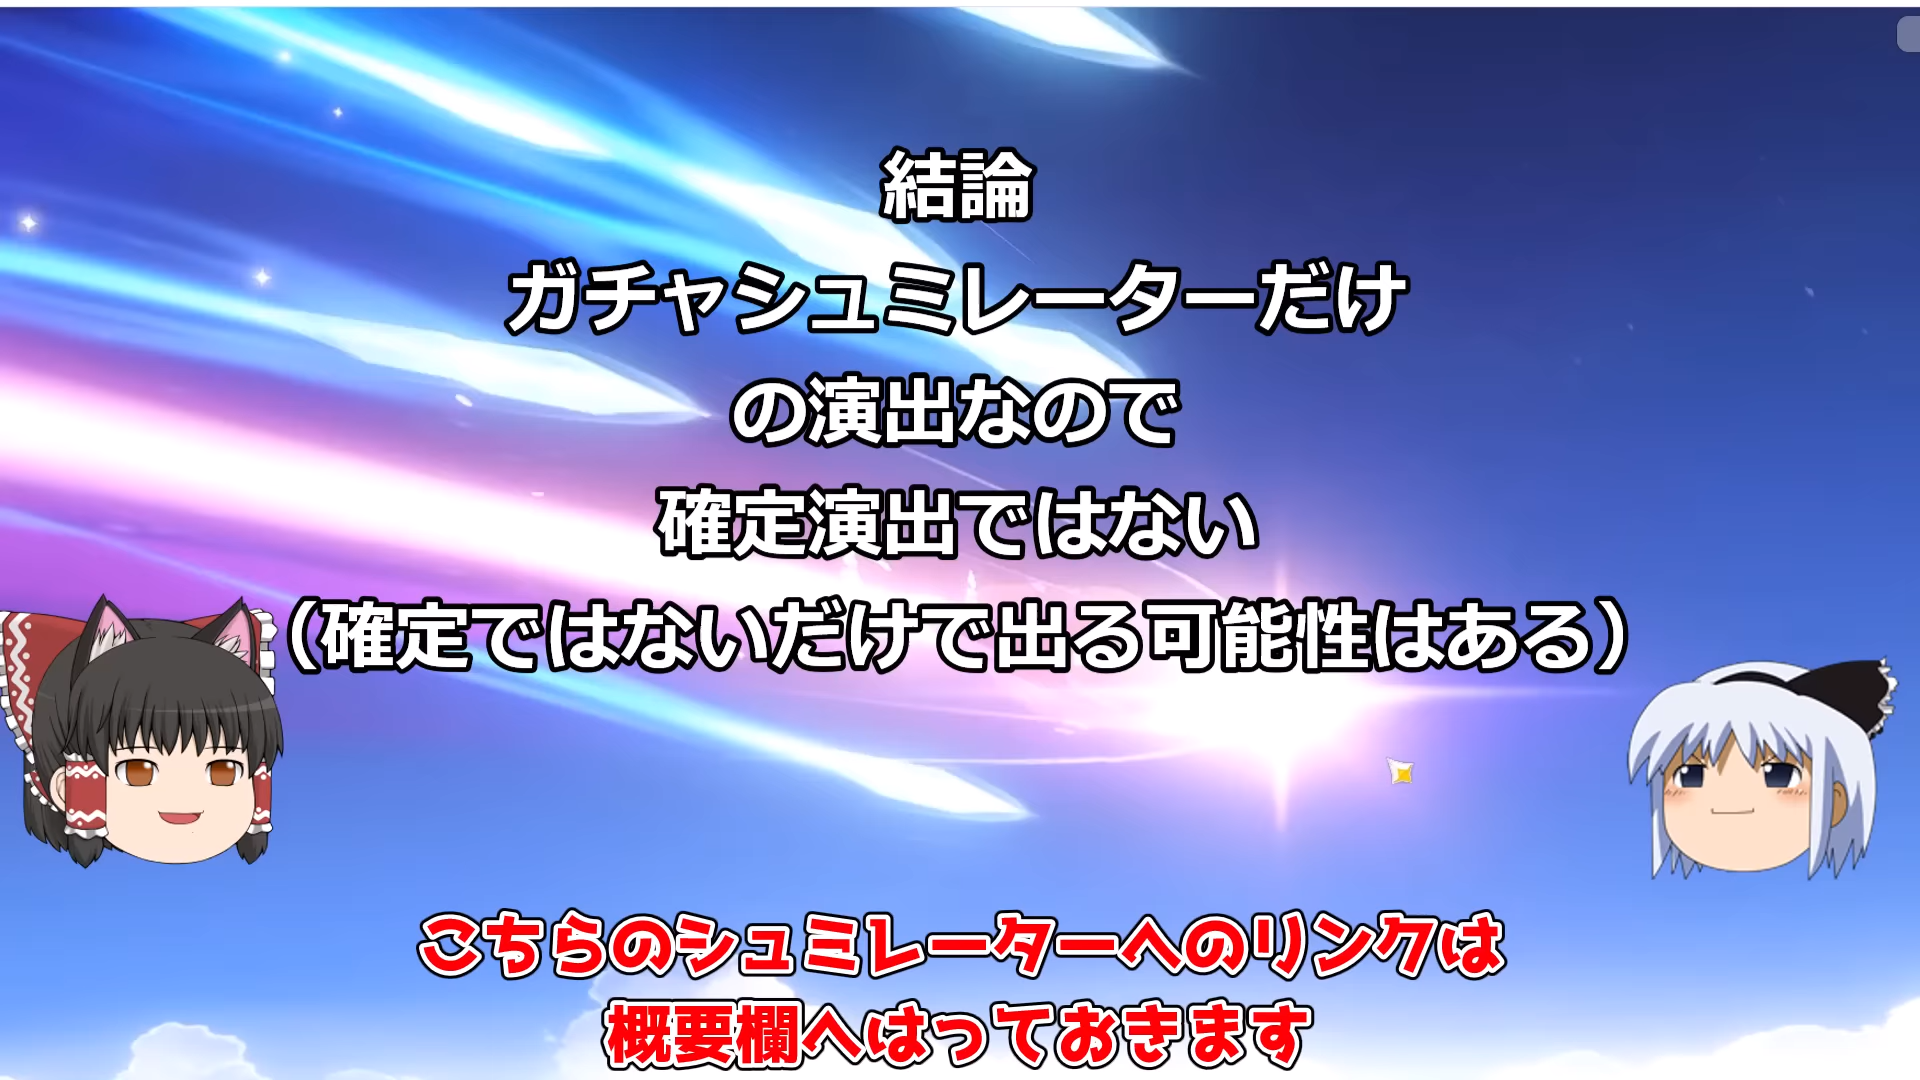 結論
ガチャシュミレーターだけ
の演出なので
確定演出ではない
（確定ではないだけで出る可能性はある）
こちらのシュミレーターへのリンクは
概要欄へはっておきます